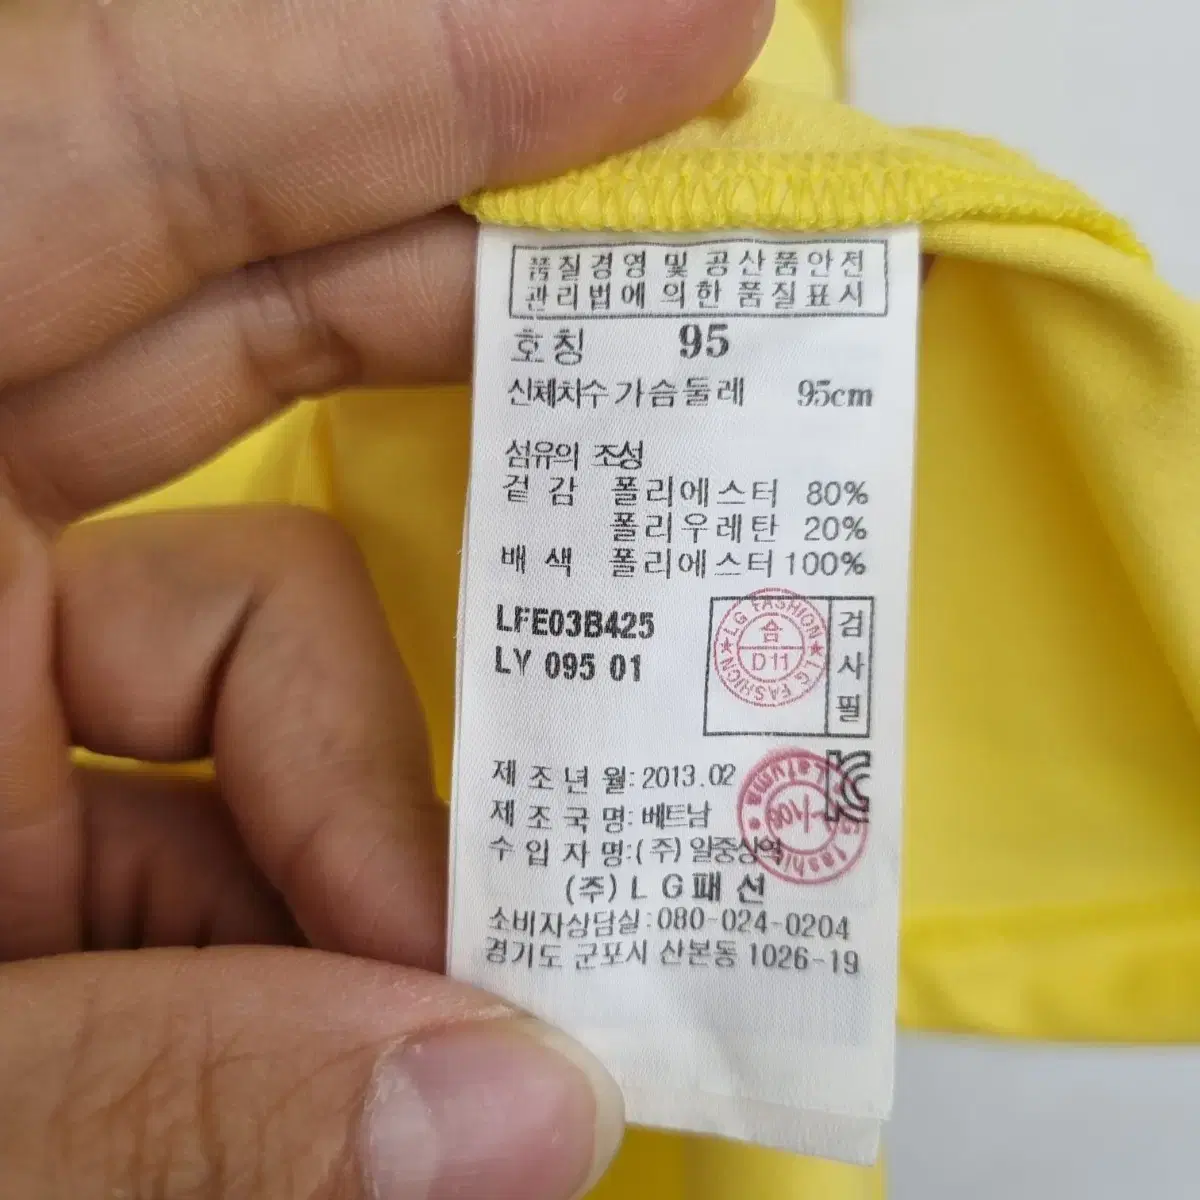 품질경영 및 공산품안전
관리법에 의한 품질표시
호칭 95
신체치수 가슴둘레 95cm
섬유의 조성
겉 감 폴리에스터 80%
폴리우레탄 20%
배 색 폴리에스터 100%
LFE03B425
LY 095 01
★LG FASHION★LG FASHION
숌
D11
검사필
제 조 년 월: 2013.02
제 조 국 명: 베트남
수 입 자 명: (주) 일중상역
(주) L G패 션
소비자상담실: 080-024-0204
경기도 군포시 산본동 1026-19